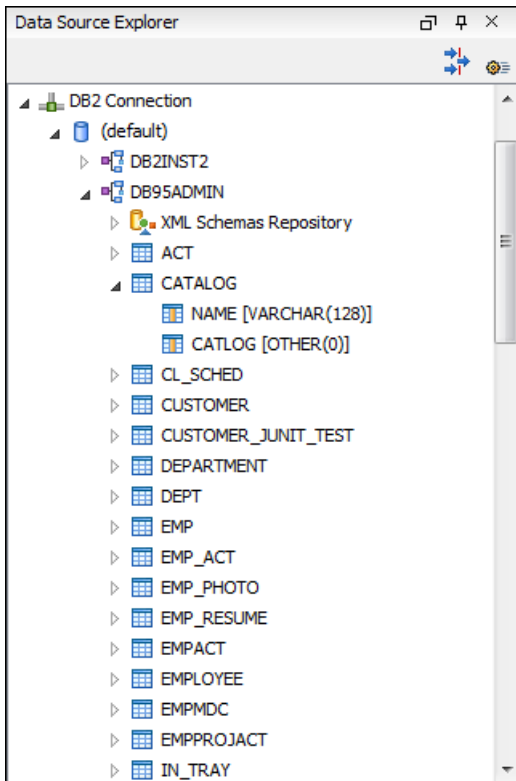 Data Source Explorer
DB2 Connection
(default)
DB2INST2
DB95ADMIN
XML Schemas Repository
ACT
CATALOG
NAME [VARCHAR(128)]
CATLOG [OTHER(0)]
CL_SCHED
CUSTOMER
CUSTOMER_JUNIT_TEST
DEPARTMENT
DEPT
EMP
EMP_ACT
EMP_PHOTO
EMP_RESUME
EMPACT
EMPLOYEE
EMPMDC
EMPPROJACT
IN_TRAY